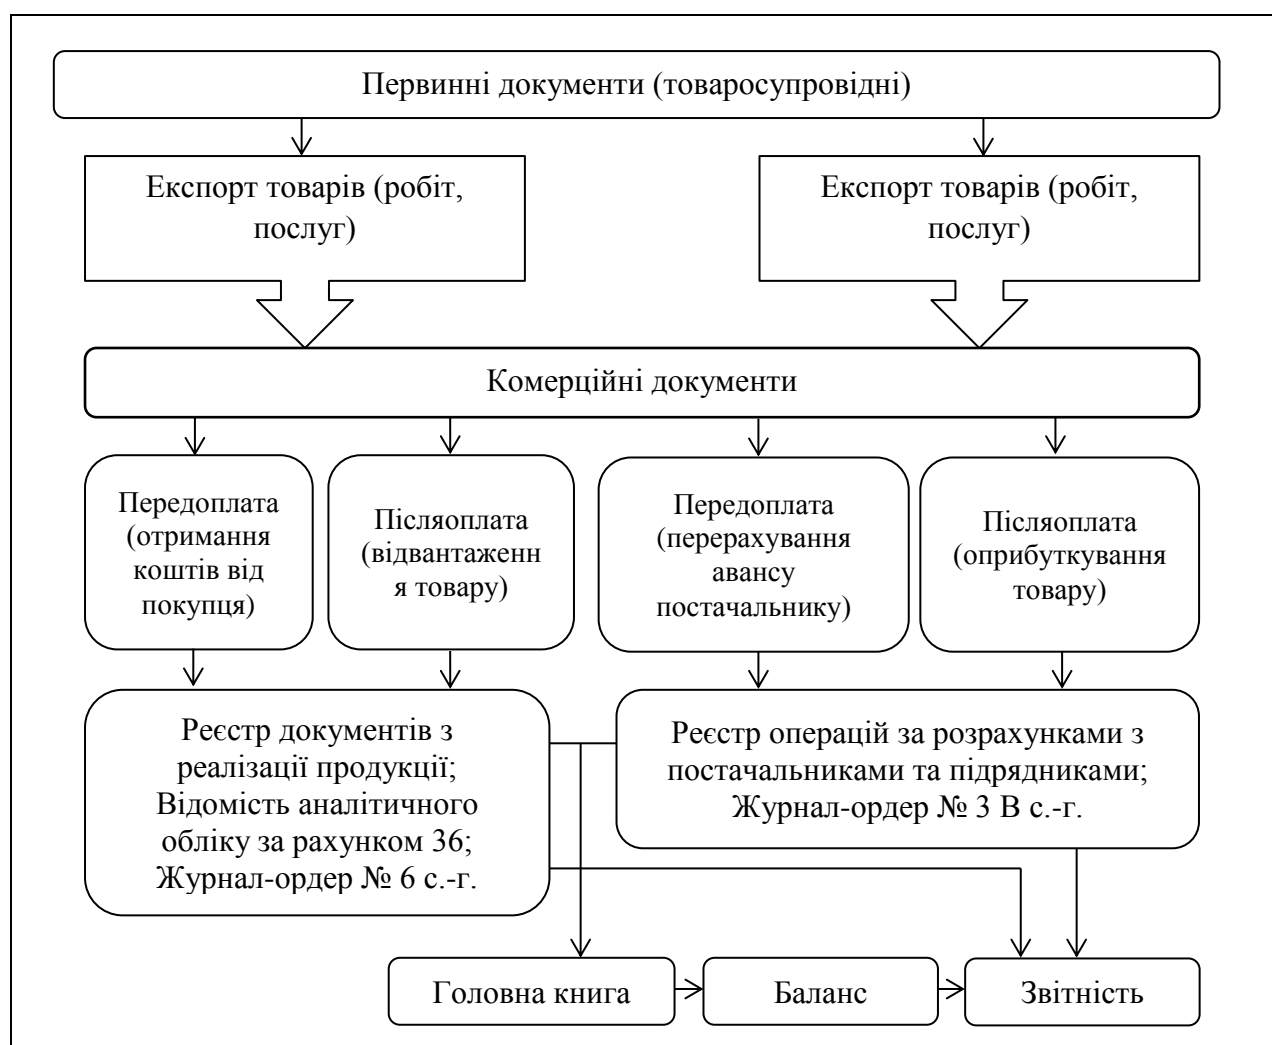 Первинні документи (товаросупровідні)
Експорт товарів (робіт,
послуг)
Експорт товарів (робіт,
послуг)
Комерційні документи
Передоплата
(отримання
коштів від
покупця)
Післяоплата
(відвантаженн
я товару)
Передоплата
(перерахування
авансу
постачальнику)
Післяоплата
(оприбуткування
товару)
Реєстр документів з
реалізації продукції;
Відомість аналітичного
обліку за рахунком 36;
Журнал-ордер № 6 с.-г.
Реєстр операцій за розрахунками з
постачальниками та підрядниками;
Журнал-ордер № 3 В с.-г.
Головна книга
Баланс
Звітність